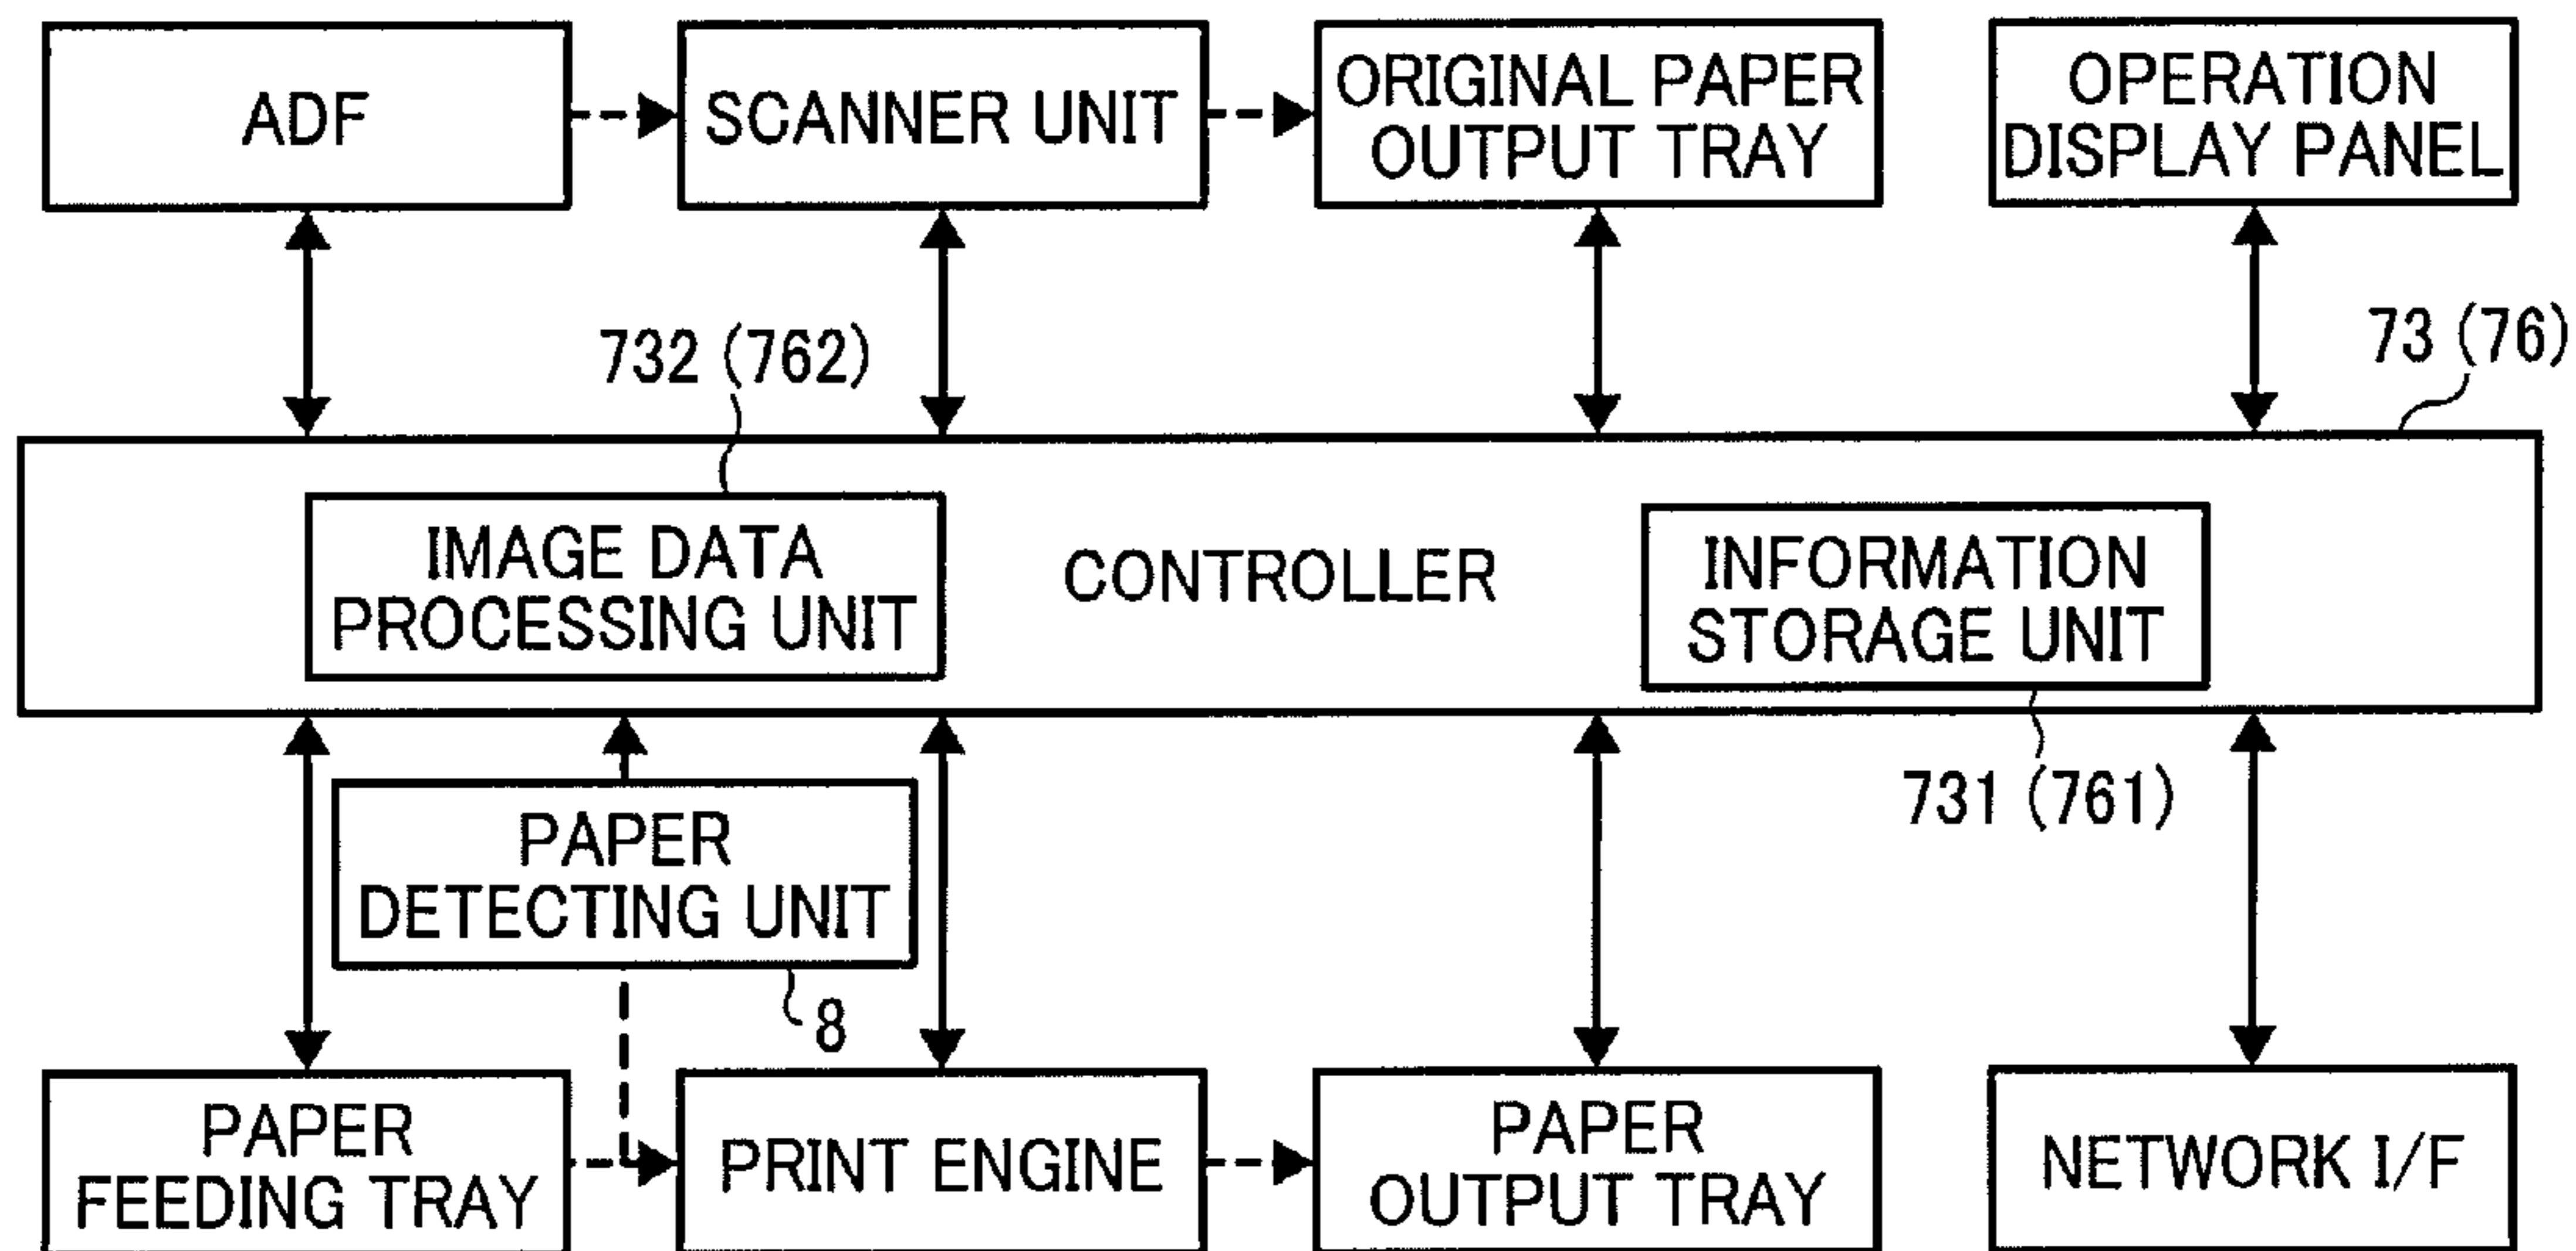 ADF
SCANNER UNIT
ORIGINAL PAPER
OUTPUT TRAY
OPERATION
DISPLAY PANEL
732 (762)
73 (76)
IMAGE DATA
PROCESSING UNIT
CONTROLLER
INFORMATION
STORAGE UNIT
731 (761)
PAPER
DETECTING UNIT
8
PAPER
FEEDING TRAY
PRINT ENGINE
PAPER
OUTPUT TRAY
NETWORK I/F